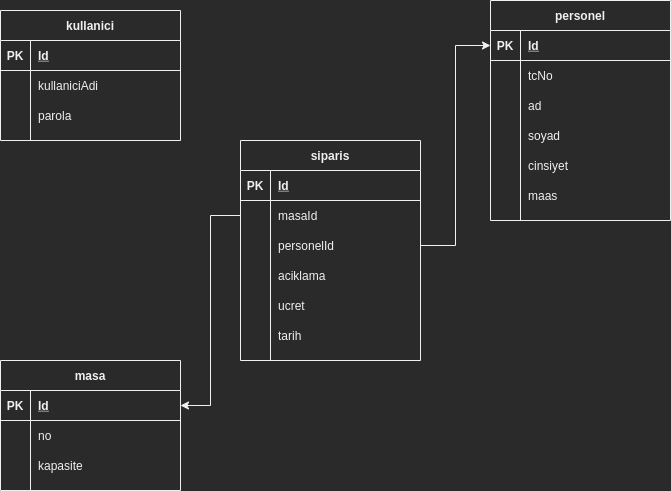 kullanici
PK Id
kullaniciAdi
parola
personel
PK Id
tcNo
ad
soyad
cinsiyet
maas
siparis
PK Id
masaId
personelId
aciklama
ucret
tarih
masa
PK Id
no
kapasite